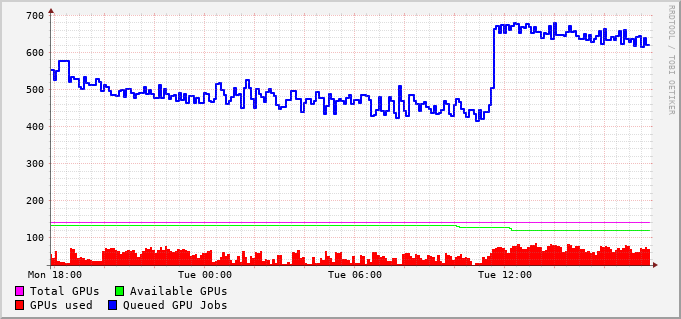 700
600
500
400
300
200
100
Mon 18:00 Tue 00:00 Tue 06:00 Tue 12:00
Total GPUs Available GPUs
GPUs used Queued GPU Jobs
RRDTOOL / TOBI OETIKER